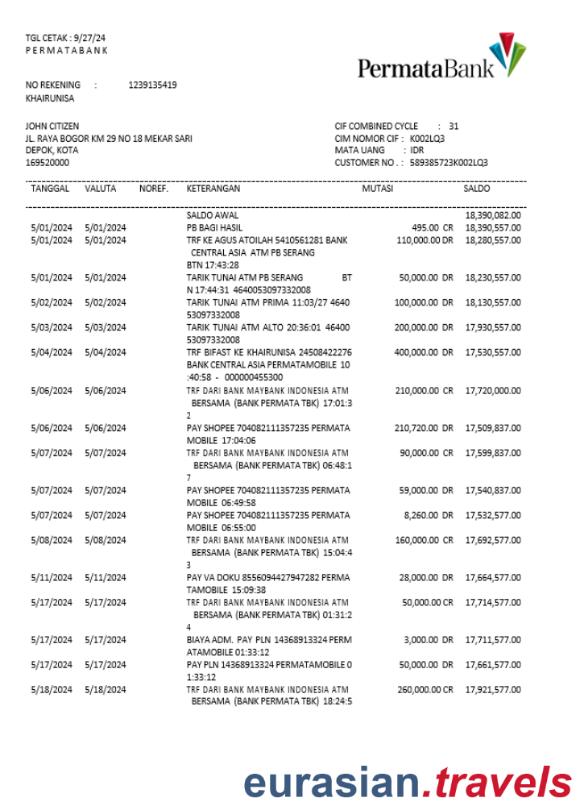 TGL CETAK : 9/27/24
PERMATABANK
PermataBank
NO REKENING : 1239135419
KHAIRUNISA
JOHN CITIZEN CIF COMBINED CYCLE : 31
JL. RAYA BOGOR KM 29 NO 18 MEKAR SARI CIM NOMOR CIF : K002LQ3
DEPOK, KOTA MATA UANG : IDR
169520000 CUSTOMER NO . : 589385723K002LQ3
TANGGAL VALUTA NOREF. KETERANGAN MUTASI SALDO
SALDO AWAL 18,390,082.00
5/01/2024 5/01/2024 PB BAGI HASIL 495.00 CR 18,390,557.00
5/01/2024 5/01/2024 TRF KE AGUS ATOILAH 5410561281 BANK 110,000.00 DR 18,280,557.00
CENTRAL ASIA ATM PB SERANG
BTN 17:43:28
5/01/2024 5/01/2024 TARIK TUNAI ATM PB SERANG BT 50,000.00 DR 18,230,557.00
N 17:44:31 4640053097332008
5/02/2024 5/02/2024 TARIK TUNAI ATM PRIMA 11:03/27 4640 100,000.00 DR 18,130,557.00
53097332008
5/03/2024 5/03/2024 TARIK TUNAI ATM ALTO 20:36:01 46400 200,000.00 DR 17,930,557.00
53097332008
5/04/2024 5/04/2024 TRF BIFAST KE KHAIRUNISA 24508422276 400,000.00 DR 17,530,557.00
BANK CENTRAL ASIA PERMATAMOBILE 10
:40:58 - 000000455300
5/06/2024 5/06/2024 TRF DARI BANK MAYBANK INDONESIA ATM 210,000.00 CR 17,720,000.00
BERSAMA (BANK PERMATA TBK) 17:01:3
2
5/06/2024 5/06/2024 PAY SHOPEE 704082111357235 PERMATA 210,720.00 DR 17,509,837.00
MOBILE 17:04:06
5/07/2024 5/07/2024 TRF DARI BANK MAYBANK INDONESIA ATM 90,000.00 CR 17,599,837.00
BERSAMA (BANK PERMATA TBK) 06:48:1
7
5/07/2024 5/07/2024 PAY SHOPEE 704082111357235 PERMATA 59,000.00 DR 17,540,837.00
MOBILE 06:49:58
5/07/2024 5/07/2024 PAY SHOPEE 704082111357235 PERMATA 8,260.00 DR 17,532,577.00
MOBILE 06:55:00
5/08/2024 5/08/2024 TRF DARI BANK MAYBANK INDONESIA ATM 160,000.00 CR 17,692,577.00
BERSAMA (BANK PERMATA TBK) 15:04:4
3
5/11/2024 5/11/2024 PAY VA DOKU 8556094427947282 PERMA 28,000.00 DR 17,664,577.00
TAMOBILE 15:09:38
5/17/2024 5/17/2024 TRF DARI BANK MAYBANK INDONESIA ATM 50,000.00 CR 17,714,577.00
BERSAMA (BANK PERMATA TBK) 01:31:2
4
5/17/2024 5/17/2024 BIAYA ADM. PAY PLN 14368913324 PERM 3,000.00 DR 17,711,577.00
ATAMOBILE 01:33:12
5/17/2024 5/17/2024 PAY PLN 14368913324 PERMATAMOBILE 0 50,000.00 DR 17,661,577.00
1:33:12
5/18/2024 5/18/2024 TRF DARI BANK MAYBANK INDONESIA ATM 260,000.00 CR 17,921,577.00
BERSAMA (BANK PERMATA TBK) 18:24:5
eurasian.travels